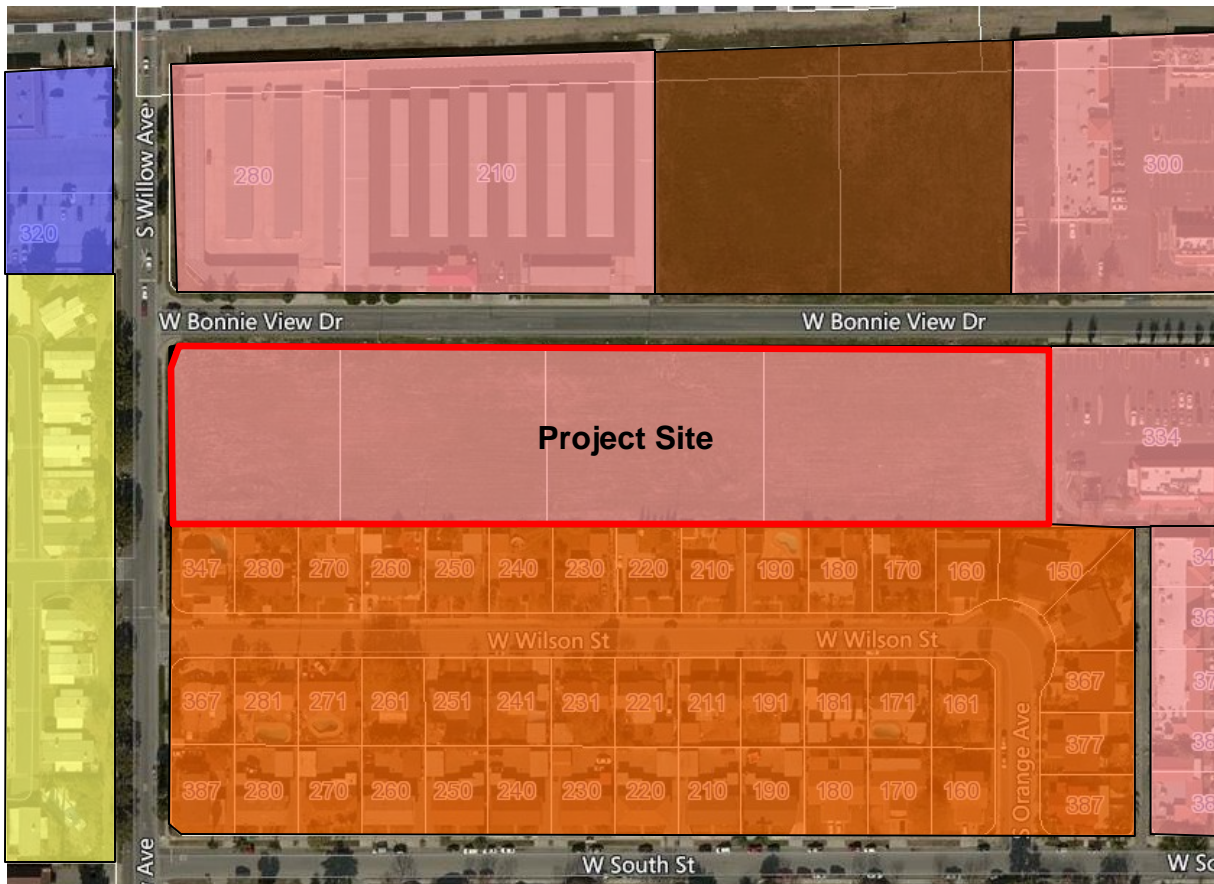 S Willow Ave
280
210
300
320
W Bonnie View Dr
W Bonnie View Dr
Project Site
334
347 280 270 260 250 240 230 220 210 190 180 170 160 150
W Wilson St
W Wilson St
367 281 271 261 251 241 231 221 211 191 181 171 161 367
377
S Orange Ave
387 280 270 260 250 240 230 220 210 190 180 170 160 387
Ave
W South St